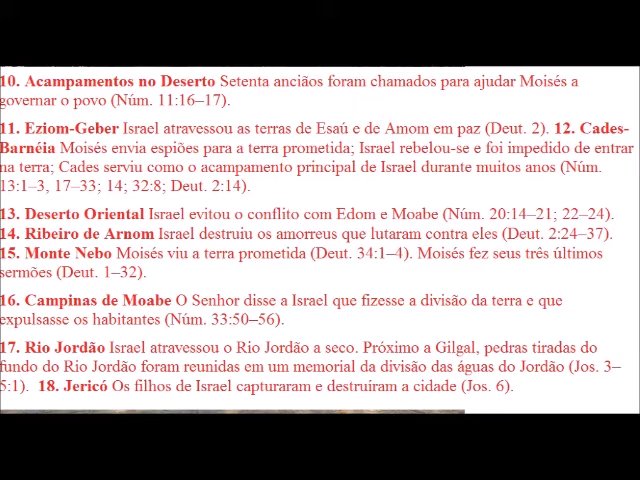 10. Acampamentos no Deserto Setenta anciãos foram chamados para ajudar Moisés a
governar o povo (Núm. 11:16–17).
11. Eziom-Geber Israel atravessou as terras de Esaú e de Amom em paz (Deut. 2). 12. Cades-
Barnéia Moisés envia espiões para a terra prometida; Israel rebelou-se e foi impedido de entrar
na terra; Cades serviu como o acampamento principal de Israel durante muitos anos (Núm.
13:1–3, 17–33; 14; 32:8; Deut. 2:14).
13. Deserto Oriental Israel evitou o conflito com Edom e Moabe (Núm. 20:14–21; 22–24).
14. Ribeiro de Arnom Israel destruiu os amorreus que lutaram contra eles (Deut. 2:24–37).
15. Monte Nebo Moisés viu a terra prometida (Deut. 34:1–4). Moisés fez seus três últimos
sermões (Deut. 1–32).
16. Campinas de Moabe O Senhor disse a Israel que fizesse a divisão da terra e que
expulsasse os habitantes (Núm. 33:50–56).
17. Rio Jordão Israel atravessou o Rio Jordão a seco. Próximo a Gilgal, pedras tiradas do
fundo do Rio Jordão foram reunidas em um memorial da divisão das águas do Jordão (Jos. 3–
5:1). 18. Jericó Os filhos de Israel capturaram e destruíram a cidade (Jos. 6).